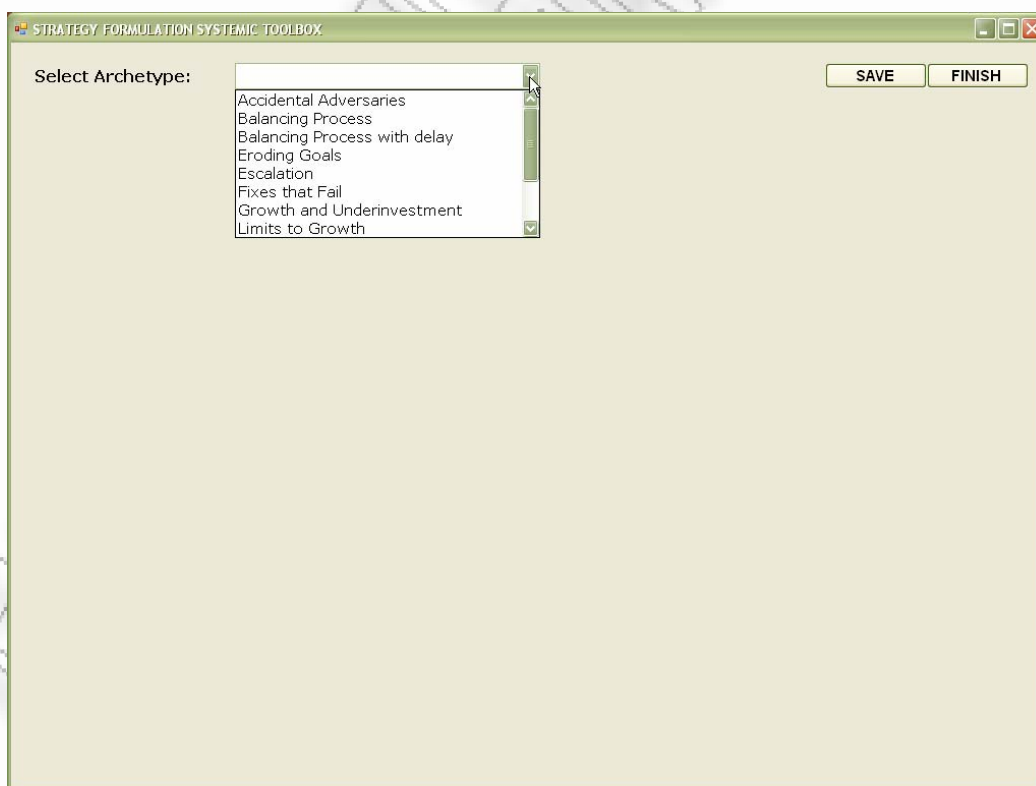 STRATEGY FORMULATION SYSTEMIC TOOLBOX
Select Archetype:
SAVE
FINISH
Accidental Adversaries
Balancing Process
Balancing Process with delay
Eroding Goals
Escalation
Fixes that Fail
Growth and Underinvestment
Limits to Growth